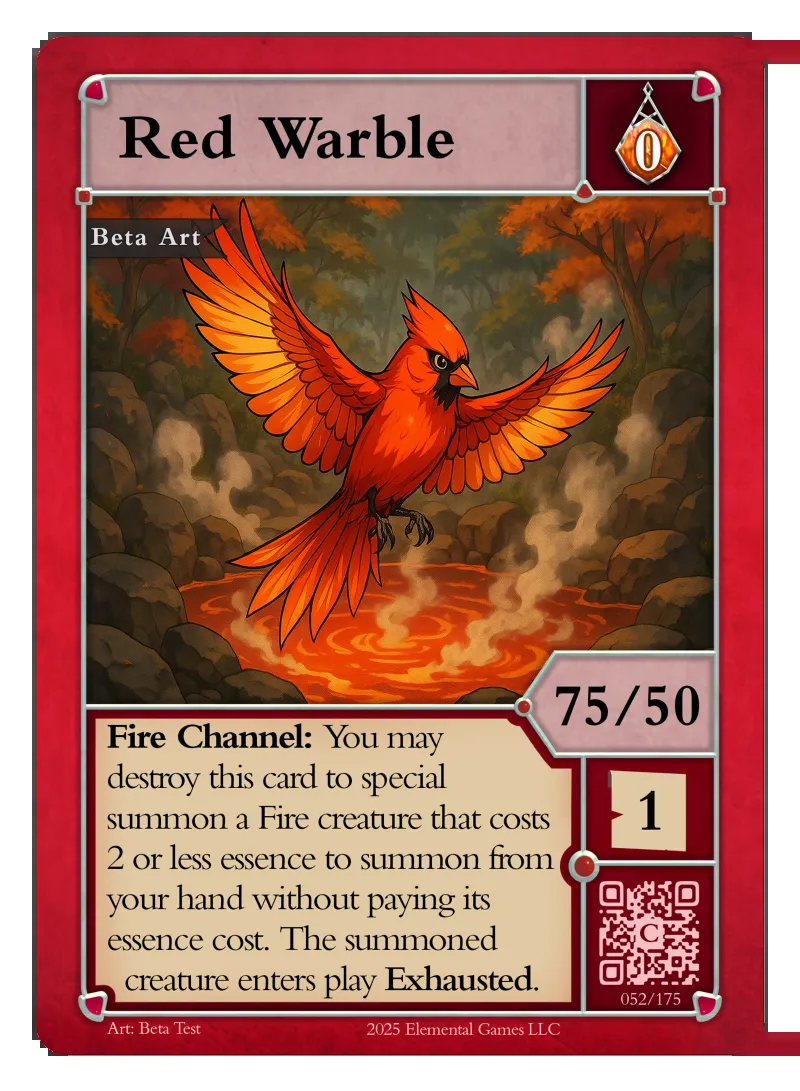 Red Warble
0
Beta Art
75/50
Fire Channel: You may
destroy this card to special
summon a Fire creature that costs
2 or less essence to summon from
your hand without paying its
essence cost. The summoned
creature enters play Exhausted.
1
C
052/175
Art: Beta Test
2025 Elemental Games LLC